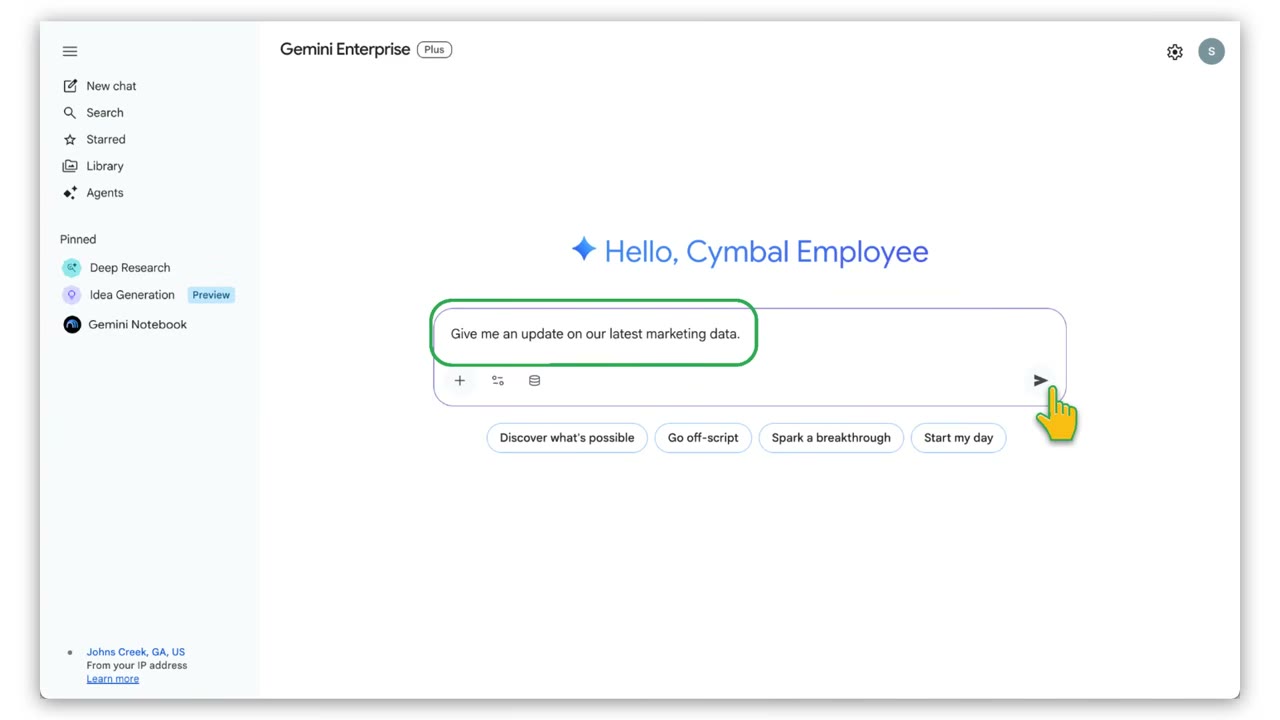 Gemini Enterprise Plus
S
New chat
Search
Starred
Library
Agents
Pinned
Deep Research
Idea Generation Preview
Gemini Notebook
Hello, Cymbal Employee
Give me an update on our latest marketing data.
Discover what's possible Go off-script Spark a breakthrough Start my day
Johns Creek, GA, US
From your IP address
Learn more